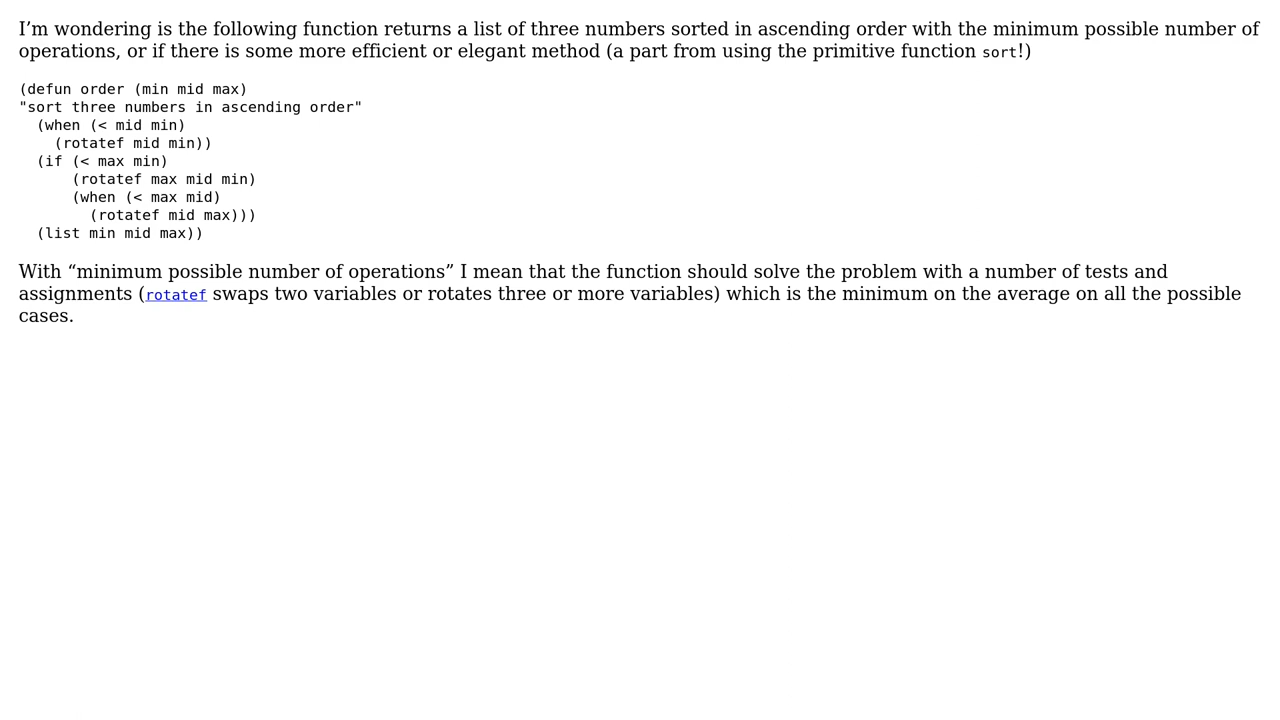 I’m wondering is the following function returns a list of three numbers sorted in ascending order with the minimum possible number of
operations, or if there is some more efficient or elegant method (a part from using the primitive function sort!)
(defun order (min mid max)
"sort three numbers in ascending order"
  (when (< mid min)
    (rotatef mid min))
  (if (< max min)
      (rotatef max mid min)
      (when (< max mid)
        (rotatef mid max)))
  (list min mid max))
With “minimum possible number of operations” I mean that the function should solve the problem with a number of tests and
assignments (rotatef swaps two variables or rotates three or more variables) which is the minimum on the average on all the possible
cases.